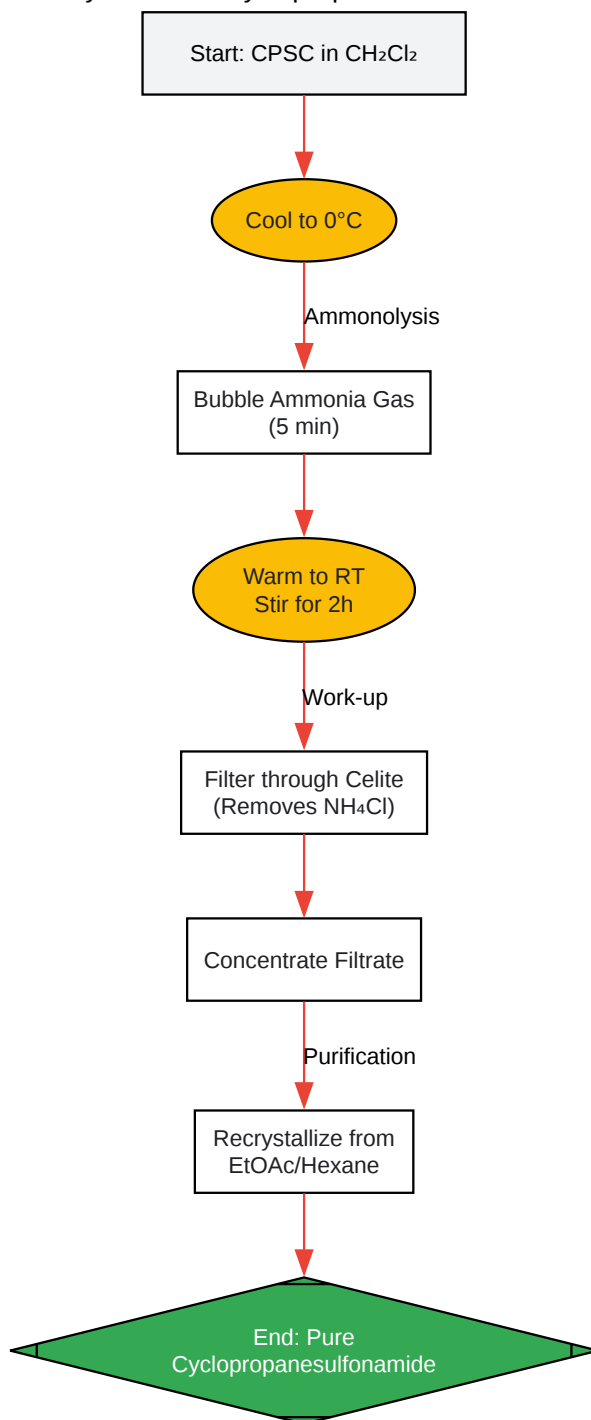 Start: CPSC in CH₂Cl₂
Cool to 0°C
Ammonolysis
Bubble Ammonia Gas
(5 min)
Warm to RT
Stir for 2h
Work-up
Filter through Celite
(Removes NH₄Cl)
Concentrate Filtrate
Purification
Recrystallize from
EtOAc/Hexane
End: Pure
Cyclopropanesulfonamide